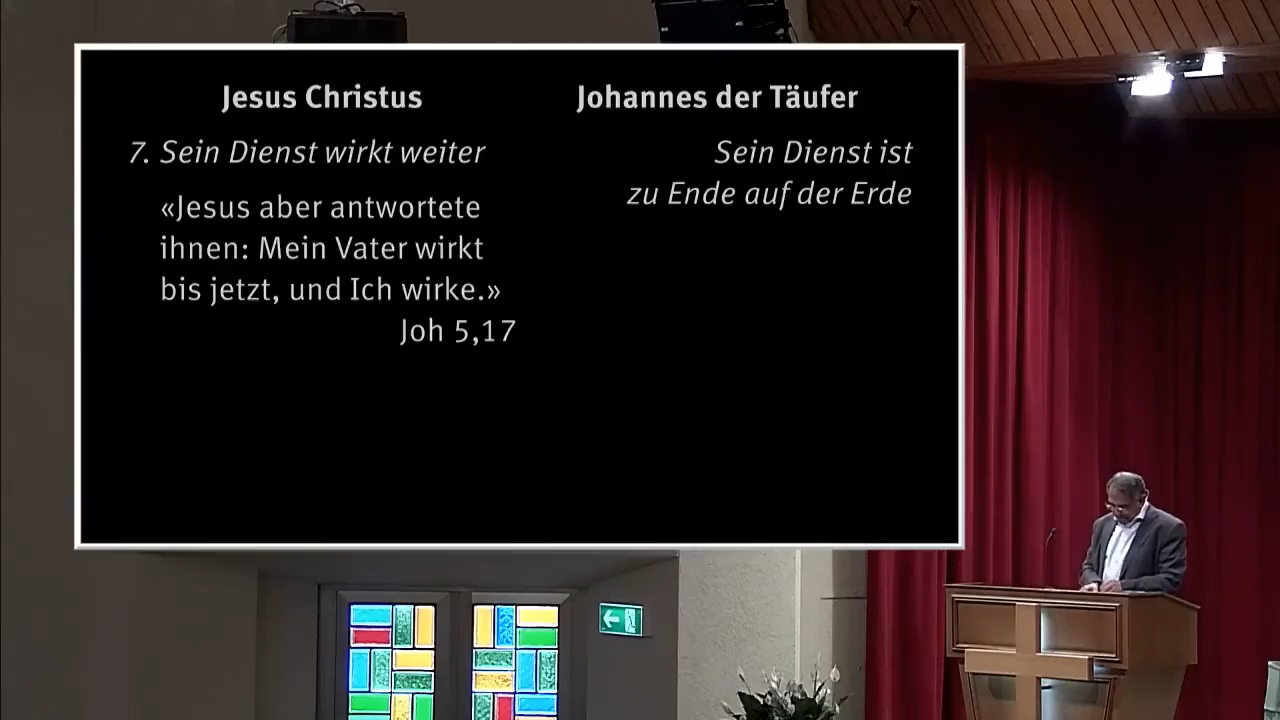 Jesus Christus
Johannes der Täufer
7. Sein Dienst wirkt weiter
«Jesus aber antwortete
ihnen: Mein Vater wirkt
bis jetzt, und Ich wirke.»
Joh 5,17
Sein Dienst ist
zu Ende auf der Erde